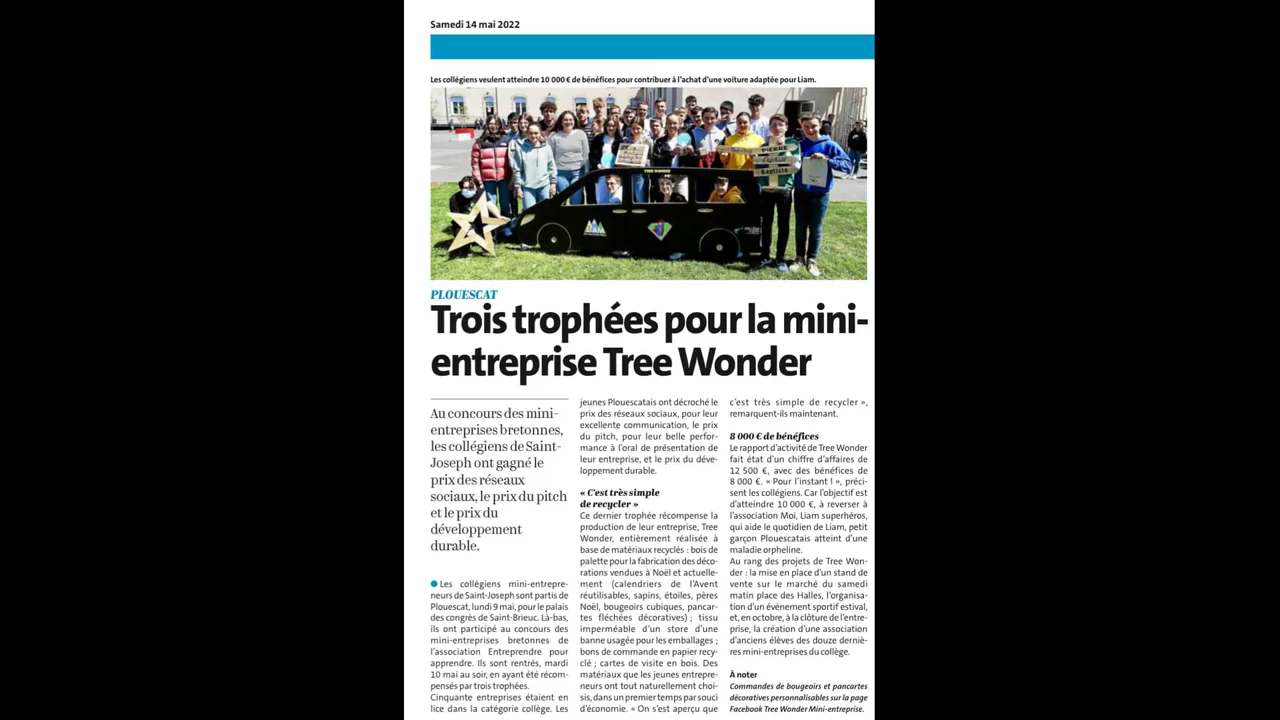 Samedi 14 mai 2022
Les collégiens veulent atteindre 10 000 € de bénéfices pour contribuer à l'achat d'une voiture adaptée pour Liam.
TREE WONDER
PIERRE
Baptiste
PLOUESCAT
Trois trophées pour la mini-
entreprise Tree Wonder
Au concours des mini-
entreprises bretonnes,
les collégiens de Saint-
Joseph ont gagné le
prix des réseaux
sociaux, le prix du pitch
et le prix du
développement
durable.
Les collégiens mini-entrepre-
neurs de Saint-Joseph sont partis de
Plouescat, lundi 9 mai, pour le palais
des congrès de Saint-Brieuc. Là-bas,
ils ont participé au concours des
mini-entreprises bretonnes de
l'association Entreprendre pour
apprendre. Ils sont rentrés, mardi
10 mai au soir, en ayant été récom-
pensés par trois trophées.
Cinquante entreprises étaient en
lice dans la catégorie collège. Les
jeunes Plouescatais ont décroché le
prix des réseaux sociaux, pour leur
excellente communication, le prix
du pitch, pour leur belle perfor-
mance à l'oral de présentation de
leur entreprise, et le prix du déve-
loppement durable.
« C'est très simple
de recycler »
Ce dernier trophée récompense la
production de leur entreprise, Tree
Wonder, entièrement réalisée à
base de matériaux recyclés : bois de
palette pour la fabrication des déco-
rations vendues à Noël et actuelle-
ment (calendriers de l'Avent
réutilisables, sapins, étoiles, pères
Noël, bougeoirs cubiques, pancar-
tes fléchées décoratives) ; tissu
imperméable d'un store d'une
banne usagée pour les emballages ;
bons de commande en papier recy-
clé ; cartes de visite en bois. Des
matériaux que les jeunes entrepre-
neurs ont tout naturellement choi-
sis, dans un premier temps par souci
d'économie. « On s'est aperçu que
c'est très simple de recycler »,
remarquent-ils maintenant.
8 000 € de bénéfices
Le rapport d'activité de Tree Wonder
fait état d'un chiffre d'affaires de
12 500 €, avec des bénéfices de
8 000 €. « Pour l'instant ! », préci-
sent les collégiens. Car l'objectif est
d'atteindre 10 000 €, à reverser à
l'association Moi, Liam superhéros,
qui aide le quotidien de Liam, petit
garçon Plouescatais atteint d'une
maladie orpheline.
Au rang des projets de Tree Won-
der : la mise en place d'un stand de
vente sur le marché du samedi
matin place des Halles, l'organisa-
tion d'un événement sportif estival,
et, en octobre, à la clôture de l'entre-
prise, la création d'une association
d'anciens élèves des douze derniè-
res mini-entreprises du collège.
À noter
Commandes de bougeoirs et pancartes
décoratives personnalisables sur la page
Facebook Tree Wonder Mini-entreprise.